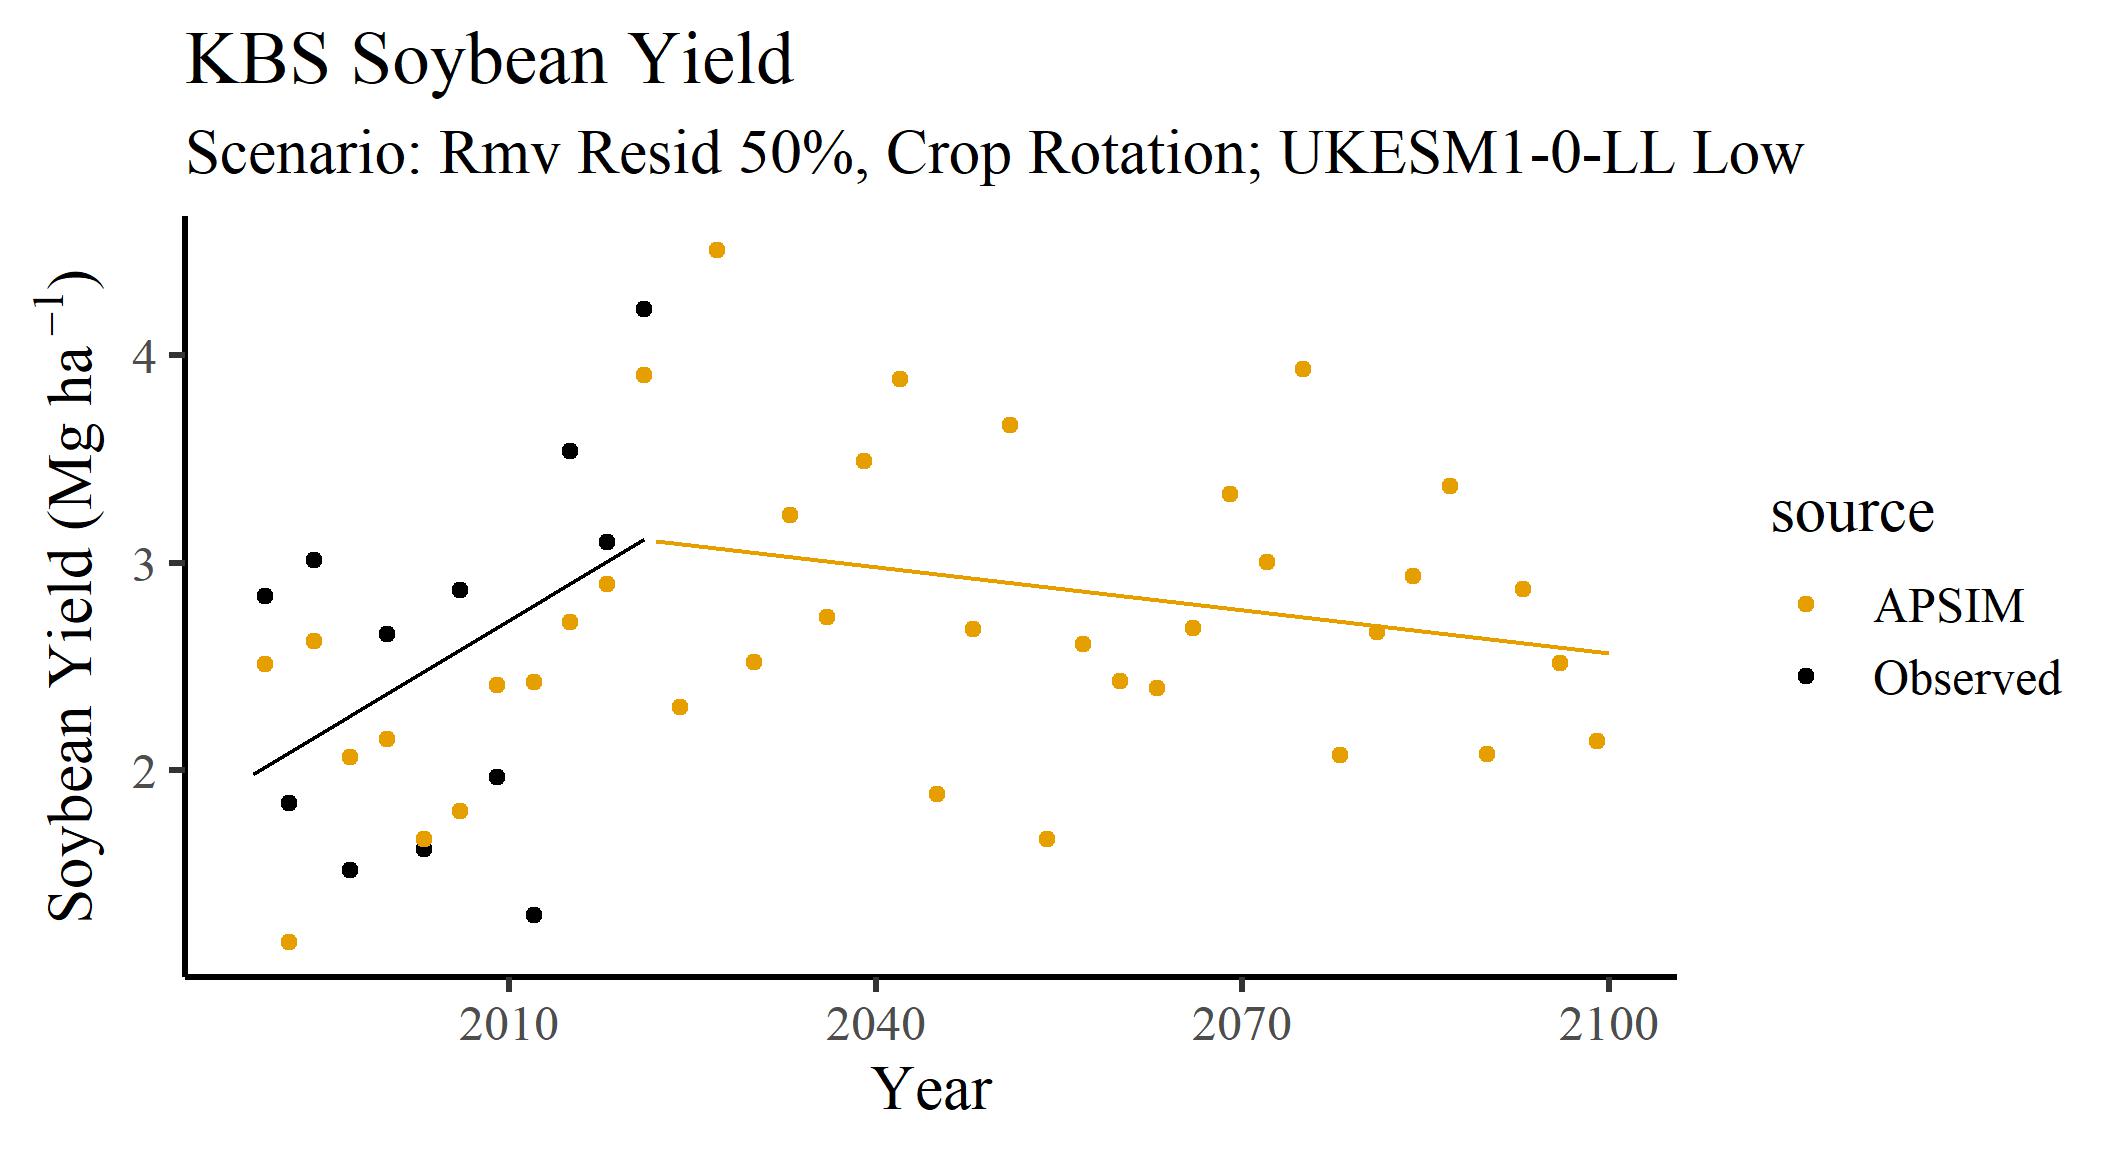 KBS Soybean Yield
Scenario: Rmv Resid 50%, Crop Rotation; UKESM1-0-LL Low
Soybean Yield (Mg ha⁻¹)
4
3
2
2010 2040 2070 2100
Year
source
APSIM
Observed